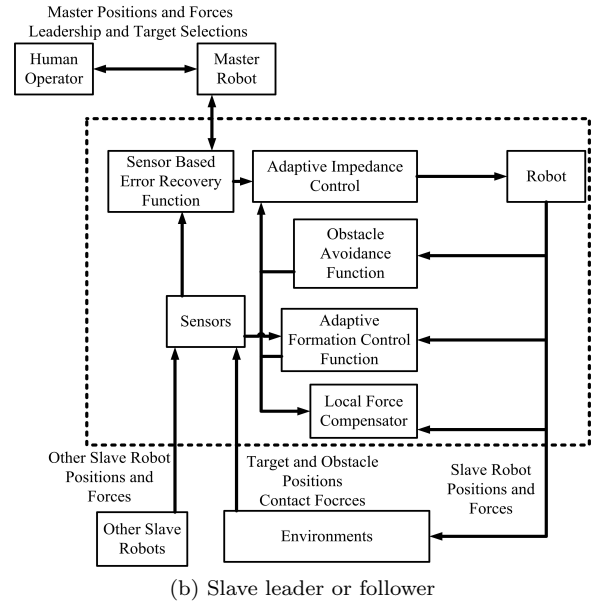 Master Positions and Forces
Leadership and Target Selections
Human
Operator
Master
Robot
Sensor Based
Error Recovery
Function
Adaptive Impedance
Control
Robot
Obstacle
Avoidance
Function
Sensors
Adaptive
Formation Control
Function
Local Force
Compensator
Other Slave Robot
Positions and
Forces
Target and Obstacle
Positions
Contact Focrces
Slave Robot
Positions and
Forces
Other Slave
Robots
Environments
(b) Slave leader or follower